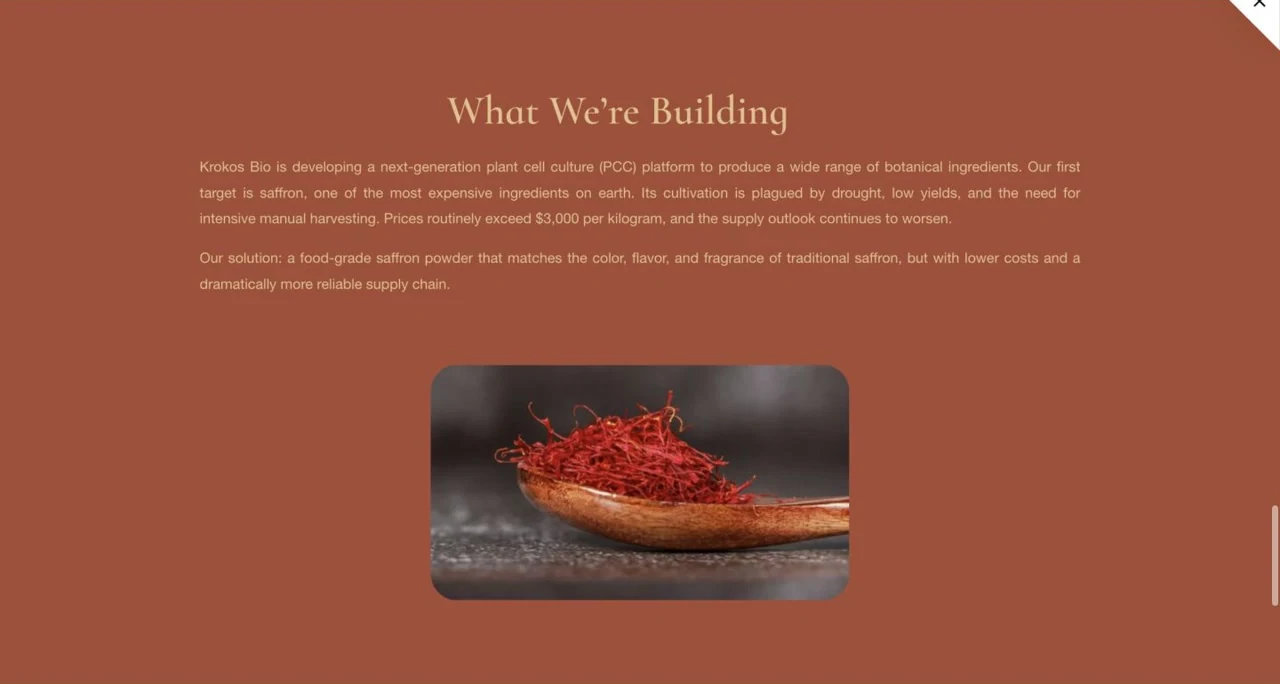 What We’re Building
Krokos Bio is developing a next-generation plant cell culture (PCC) platform to produce a wide range of botanical ingredients. Our first
target is saffron, one of the most expensive ingredients on earth. Its cultivation is plagued by drought, low yields, and the need for
intensive manual harvesting. Prices routinely exceed $3,000 per kilogram, and the supply outlook continues to worsen.
Our solution: a food-grade saffron powder that matches the color, flavor, and fragrance of traditional saffron, but with lower costs and a
dramatically more reliable supply chain.